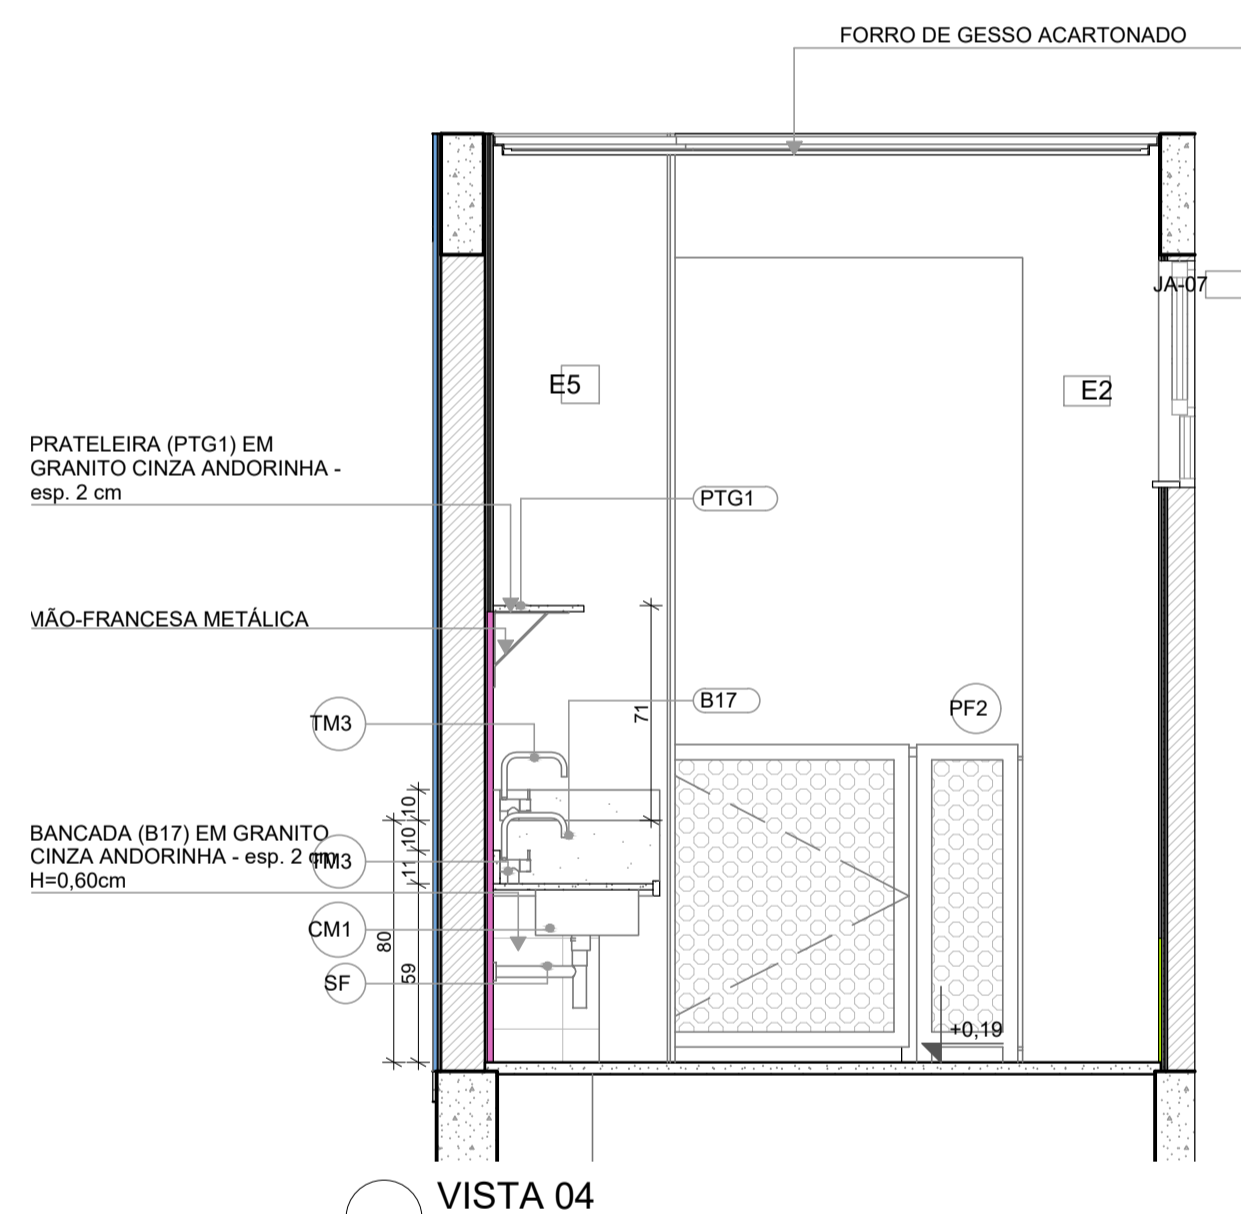 FORRO DE GESSO ACARTONADO
JA-07
E5
E2
PRATELEIRA (PTG1) EM
GRANITO CINZA ANDORINHA -
esp. 2 cm
PTG1
MÃO-FRANCESA METÁLICA
B17
71
PF2
TM3
10
10
11
BANCADA (B17) EM GRANITO
CINZA ANDORINHA - esp. 2 cm
H=0,60cm
TM3
CM1
80
59
SF
+0,19
VISTA 04